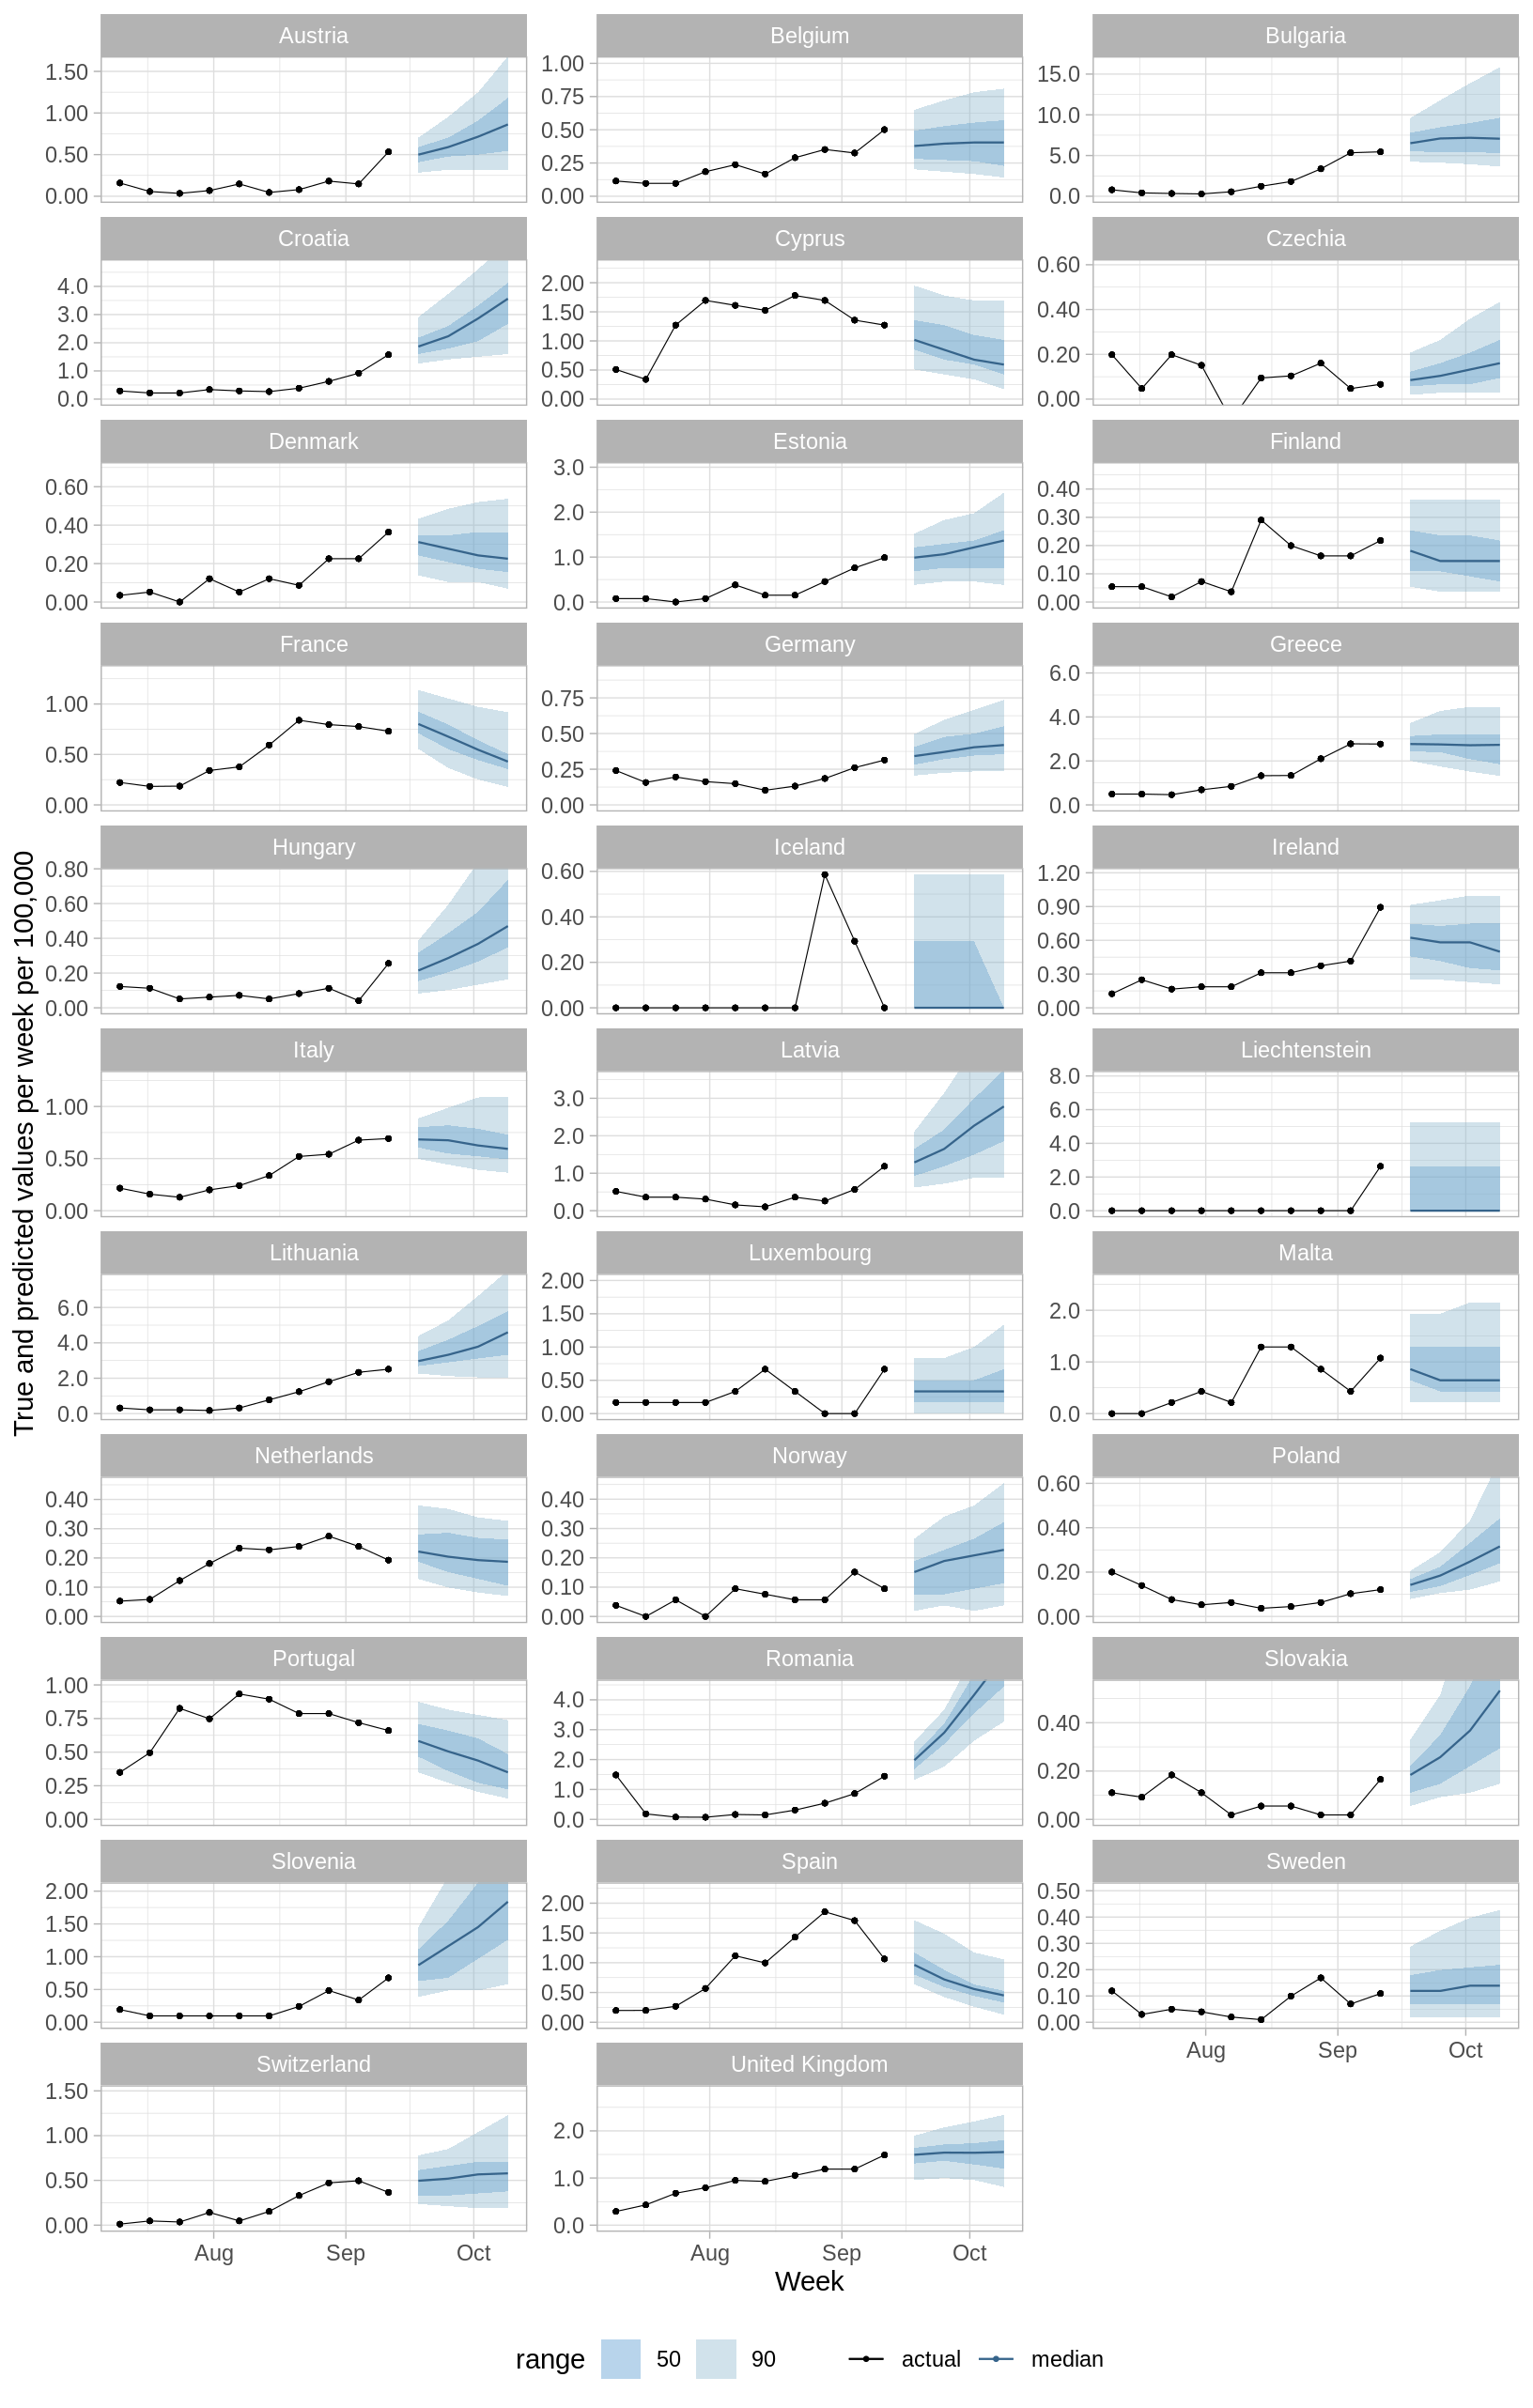 Austria Belgium Bulgaria
1.50 1.00 0.50 0.00
1.00 0.75 0.50 0.25 0.00
15.0 10.0 5.0 0.0
Croatia Cyprus Czechia
4.0 3.0 2.0 1.0 0.0
2.00 1.50 1.00 0.50 0.00
0.60 0.40 0.20 0.00
Denmark Estonia Finland
0.60 0.40 0.20 0.00
3.0 2.0 1.0 0.0
0.40 0.30 0.20 0.10 0.00
France Germany Greece
1.00 0.50 0.00
0.75 0.50 0.25 0.00
6.0 4.0 2.0 0.0
Hungary Iceland Ireland
0.80 0.60 0.40 0.20 0.00
0.60 0.40 0.20 0.00
1.20 0.90 0.60 0.30 0.00
True and predicted values per week per 100,000
Italy Latvia Liechtenstein
1.00 0.50 0.00
3.0 2.0 1.0 0.0
8.0 6.0 4.0 2.0 0.0
Lithuania Luxembourg Malta
6.0 4.0 2.0 0.0
2.00 1.50 1.00 0.50 0.00
2.0 1.0 0.0
Netherlands Norway Poland
0.40 0.30 0.20 0.10 0.00
0.40 0.30 0.20 0.10 0.00
0.60 0.40 0.20 0.00
Portugal Romania Slovakia
1.00 0.75 0.50 0.25 0.00
4.0 3.0 2.0 1.0 0.0
0.40 0.20 0.00
Slovenia Spain Sweden
2.00 1.50 1.00 0.50 0.00
2.00 1.50 1.00 0.50 0.00
0.50 0.40 0.30 0.20 0.10 0.00
Aug Sep Oct
Switzerland United Kingdom
1.50 1.00 0.50 0.00
2.0 1.0 0.0
Aug Sep Oct Aug Sep Oct
Week
range 50 90 actual median